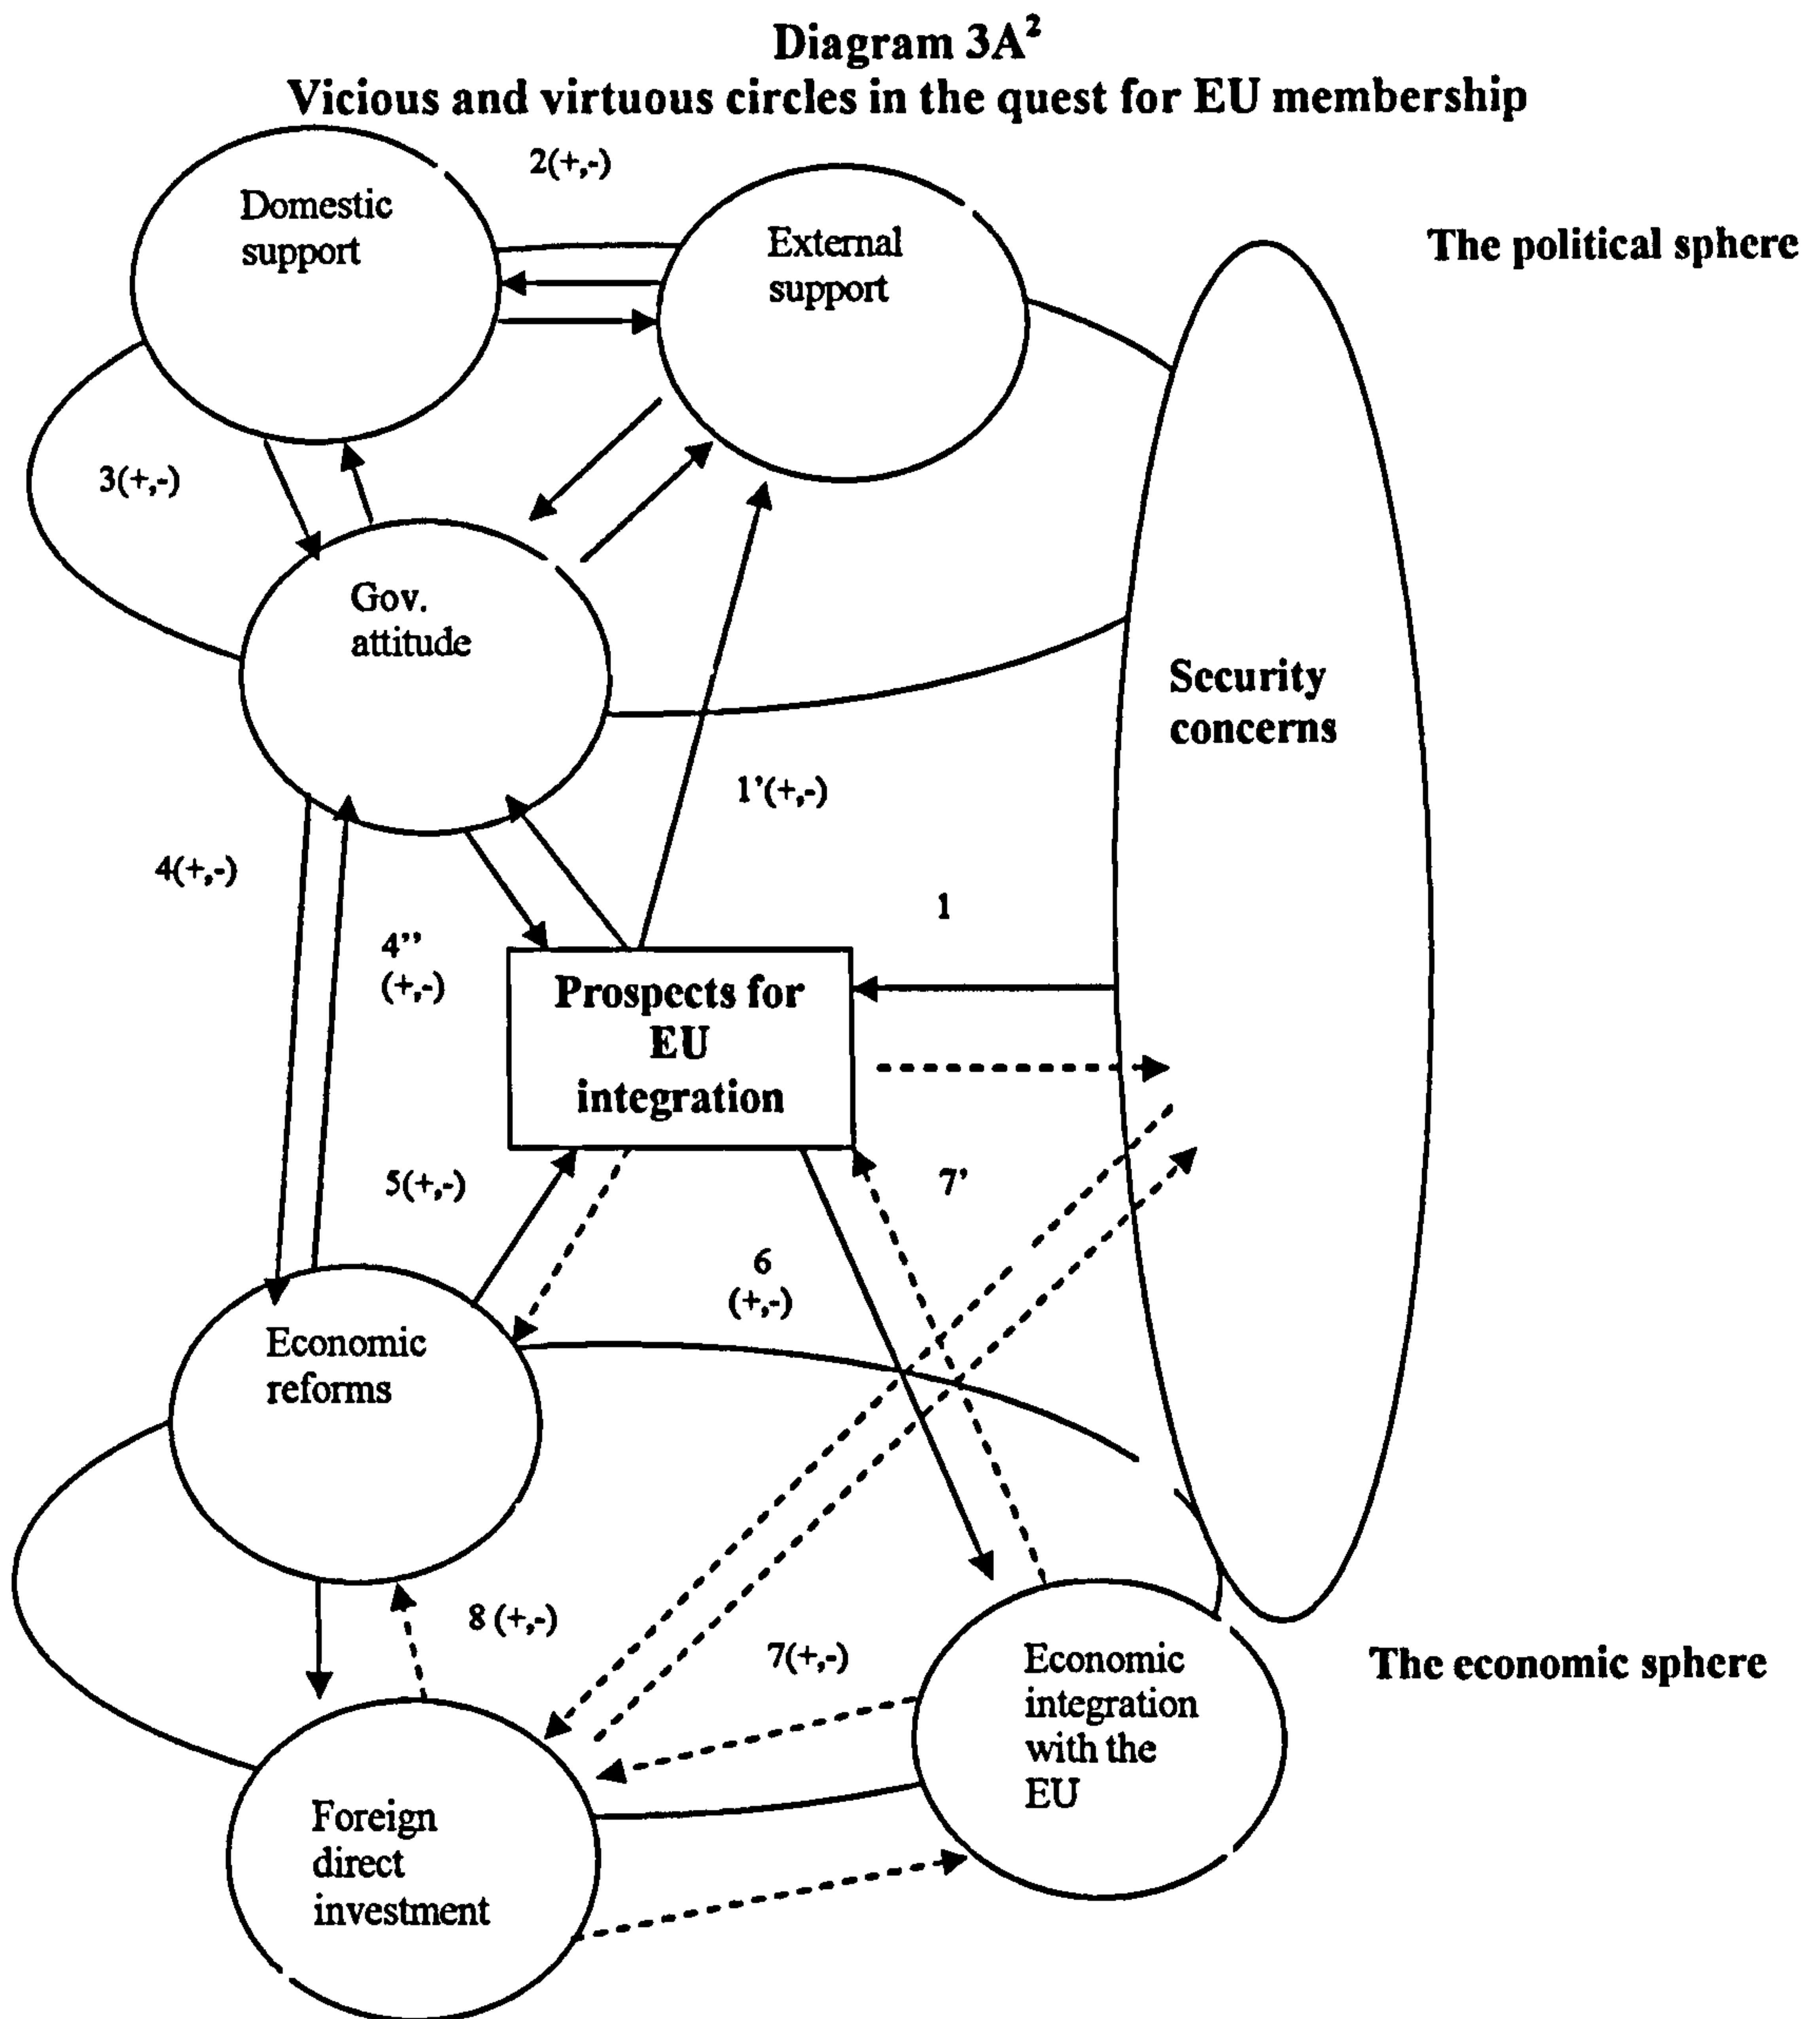 Diagram 3A²
Vicious and virtuous circles in the quest for EU membership
2(+,-)
Domestic
support
External
support
The political sphere
3(+,-)
Gov.
attitude
Security
concerns
1’(+,-)
4(+,-)
1
4”
(+,-)
Prospects for
EU
integration
5(+,-)
7’
6
(+,-)
Economic
reforms
8 (+,-)
7(+,-)
Economic
integration
with the
EU
The economic sphere
Foreign
direct
investment